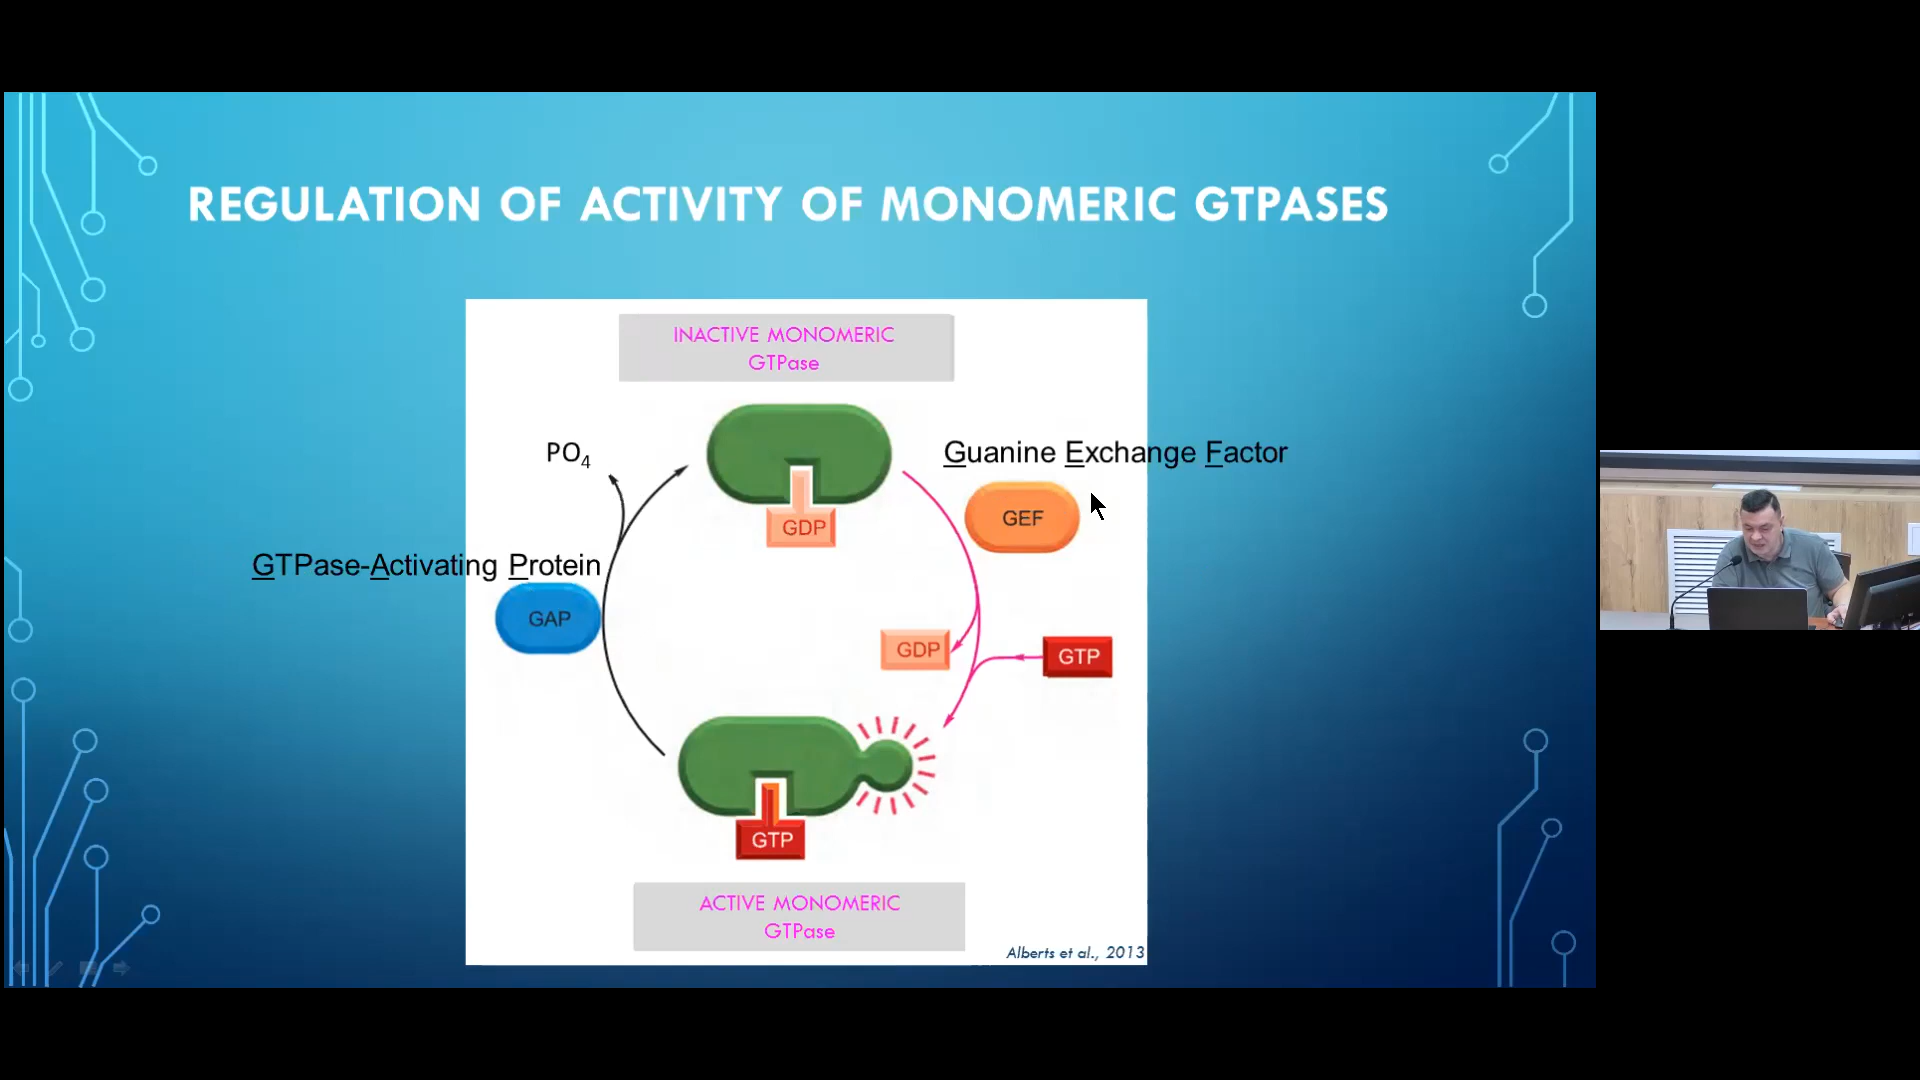 REGULATION OF ACTIVITY OF MONOMERIC GTPASES
INACTIVE MONOMERIC
GTPase
PO4
Guanine Exchange Factor
GEF
GDP
GTPase-Activating Protein
GAP
GDP
GTP
GTP
ACTIVE MONOMERIC
GTPase
Alberts et al., 2013